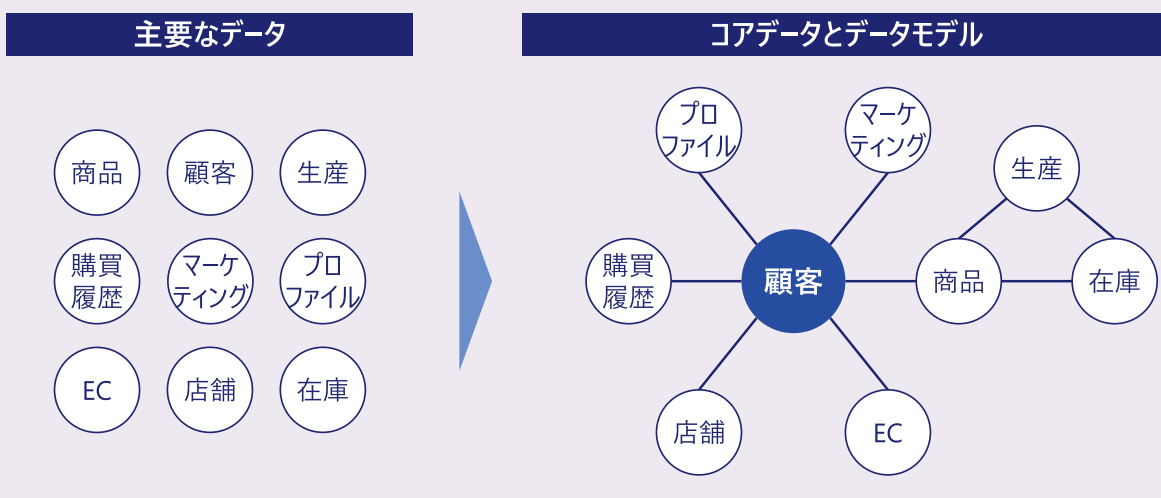 主要なデータ
商品
顧客
生産
購買
履歴
マーケ
ティング
プロ
ファイル
EC
店舗
在庫
コアデータとデータモデル
プロ
ファイル
マーケ
ティング
生産
購買
履歴
顧客
商品
在庫
店舗
EC